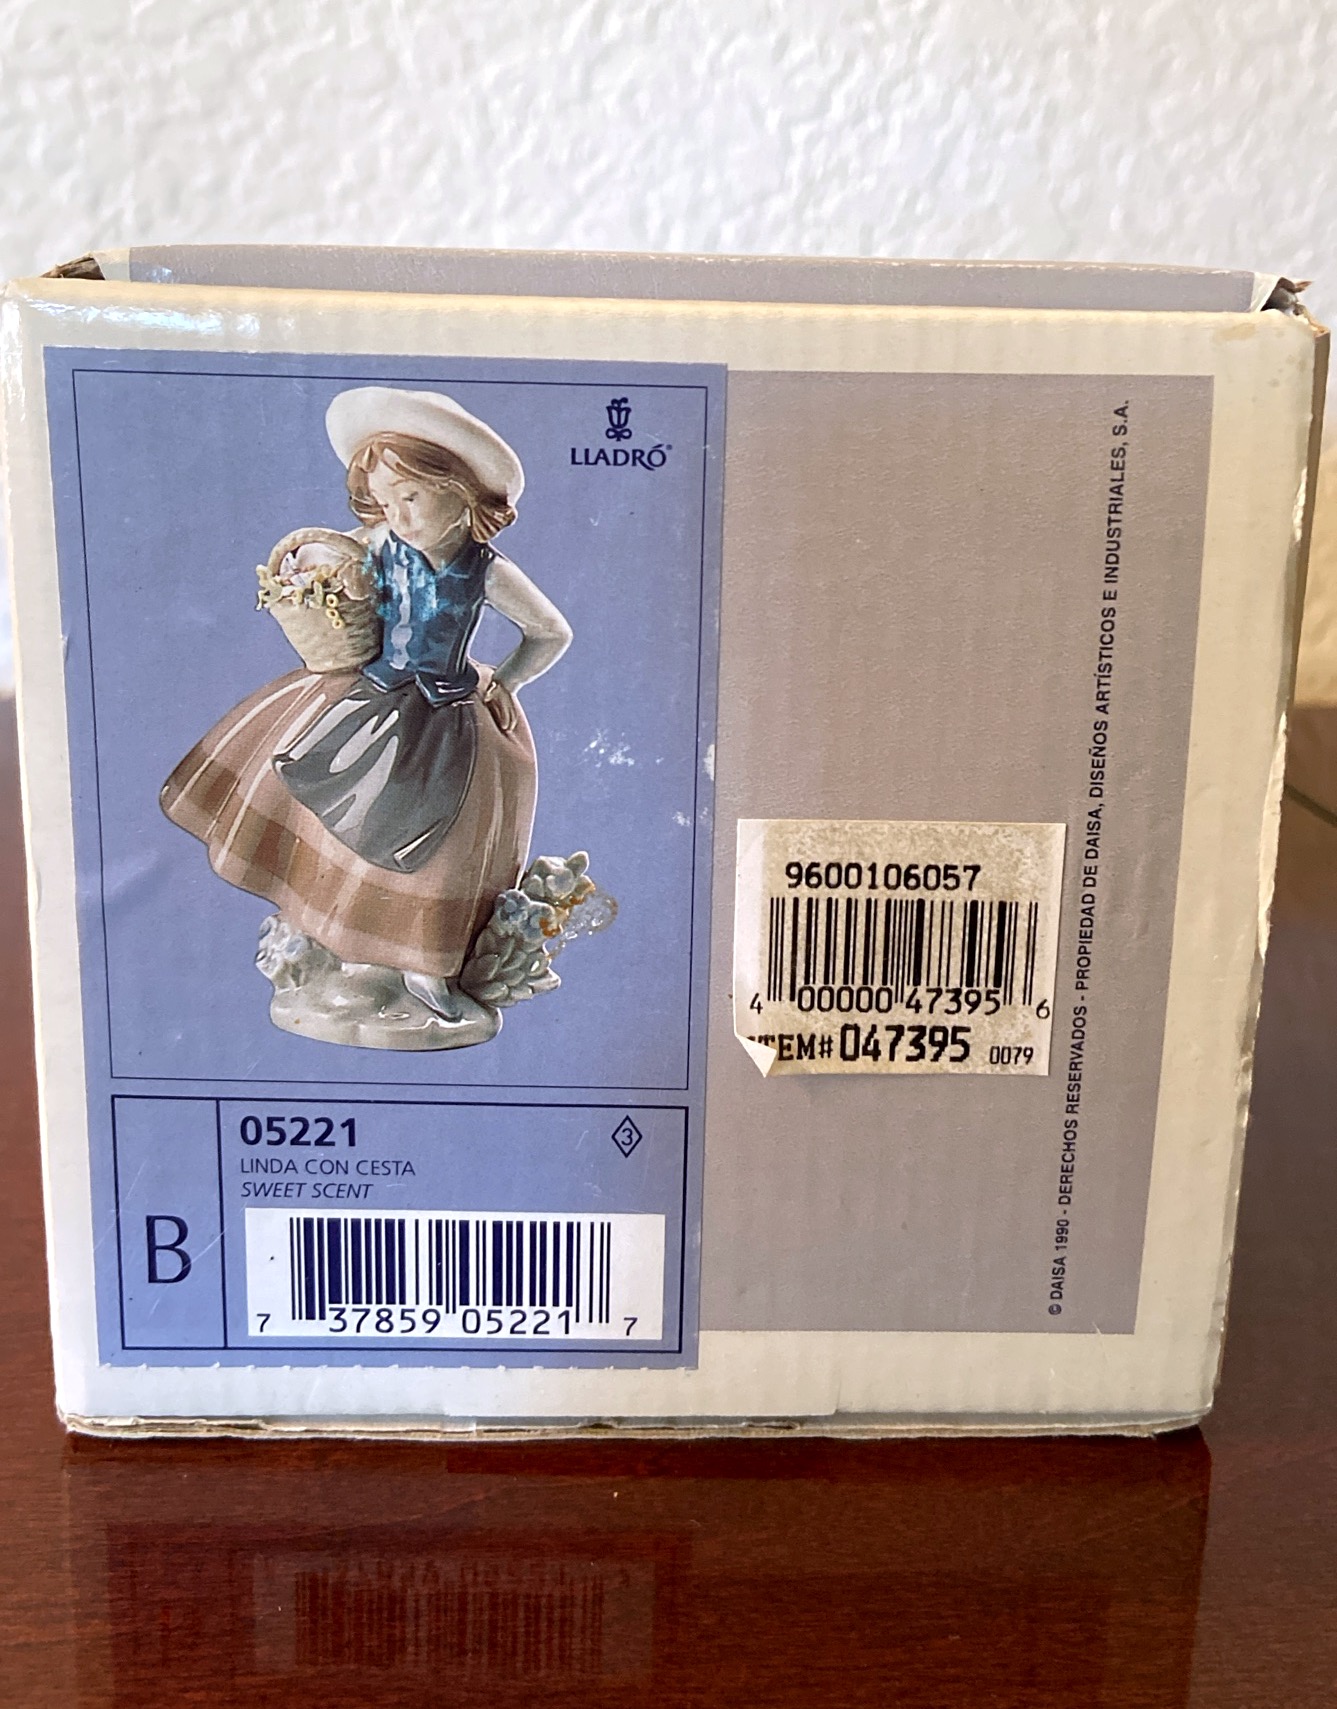 LLADRÓ®
05221
3
LINDA CON CESTA
SWEET SCENT
B
7 37859 05221 7
9600106057
4 00000 47395 6
ITEM# 047395 0079
© DAISA 1990 - DERECHOS RESERVADOS - PROPIEDAD DE DAISA, DISEÑOS ARTÍSTICOS E INDUSTRIALES, S.A.